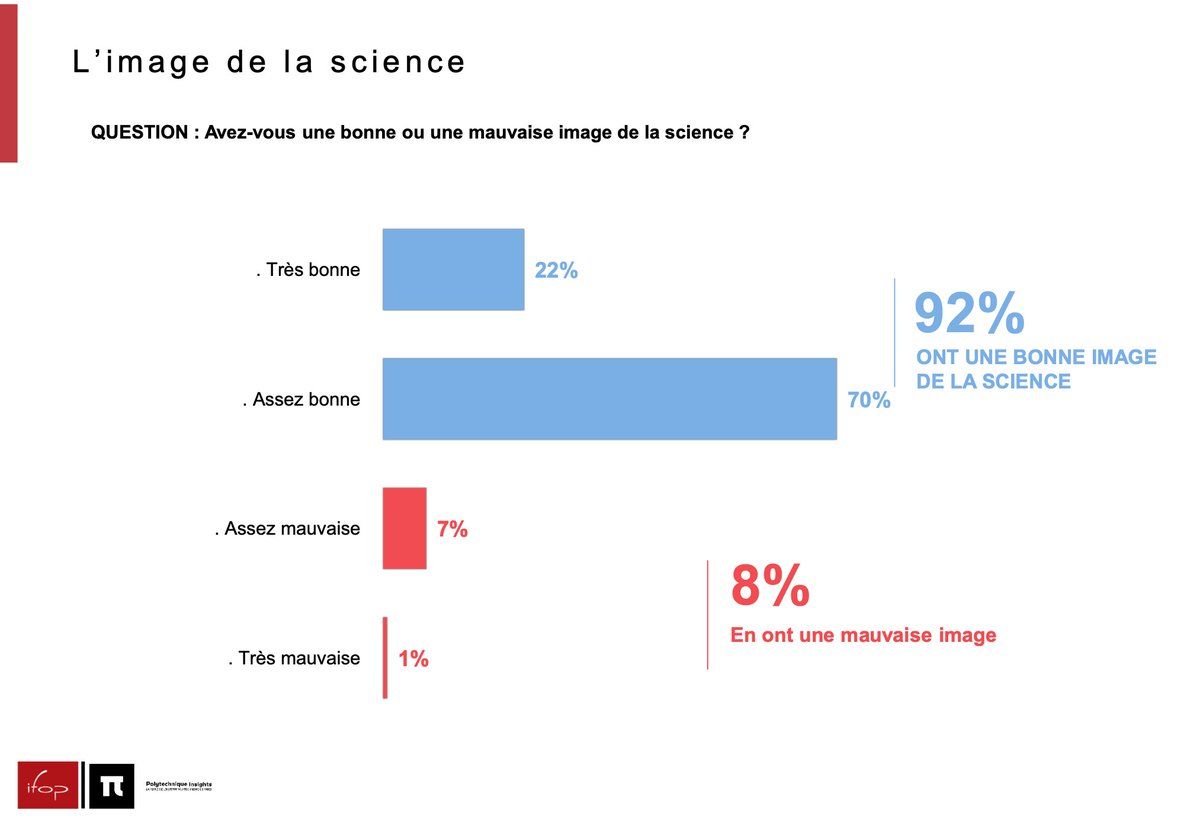 L’image de la science
QUESTION : Avez-vous une bonne ou une mauvaise image de la science ?
. Très bonne
22%
. Assez bonne
70%
92%
ONT UNE BONNE IMAGE
DE LA SCIENCE
. Assez mauvaise
7%
8%
En ont une mauvaise image
. Très mauvaise
1%
ifop
π
Polytechnique Insights